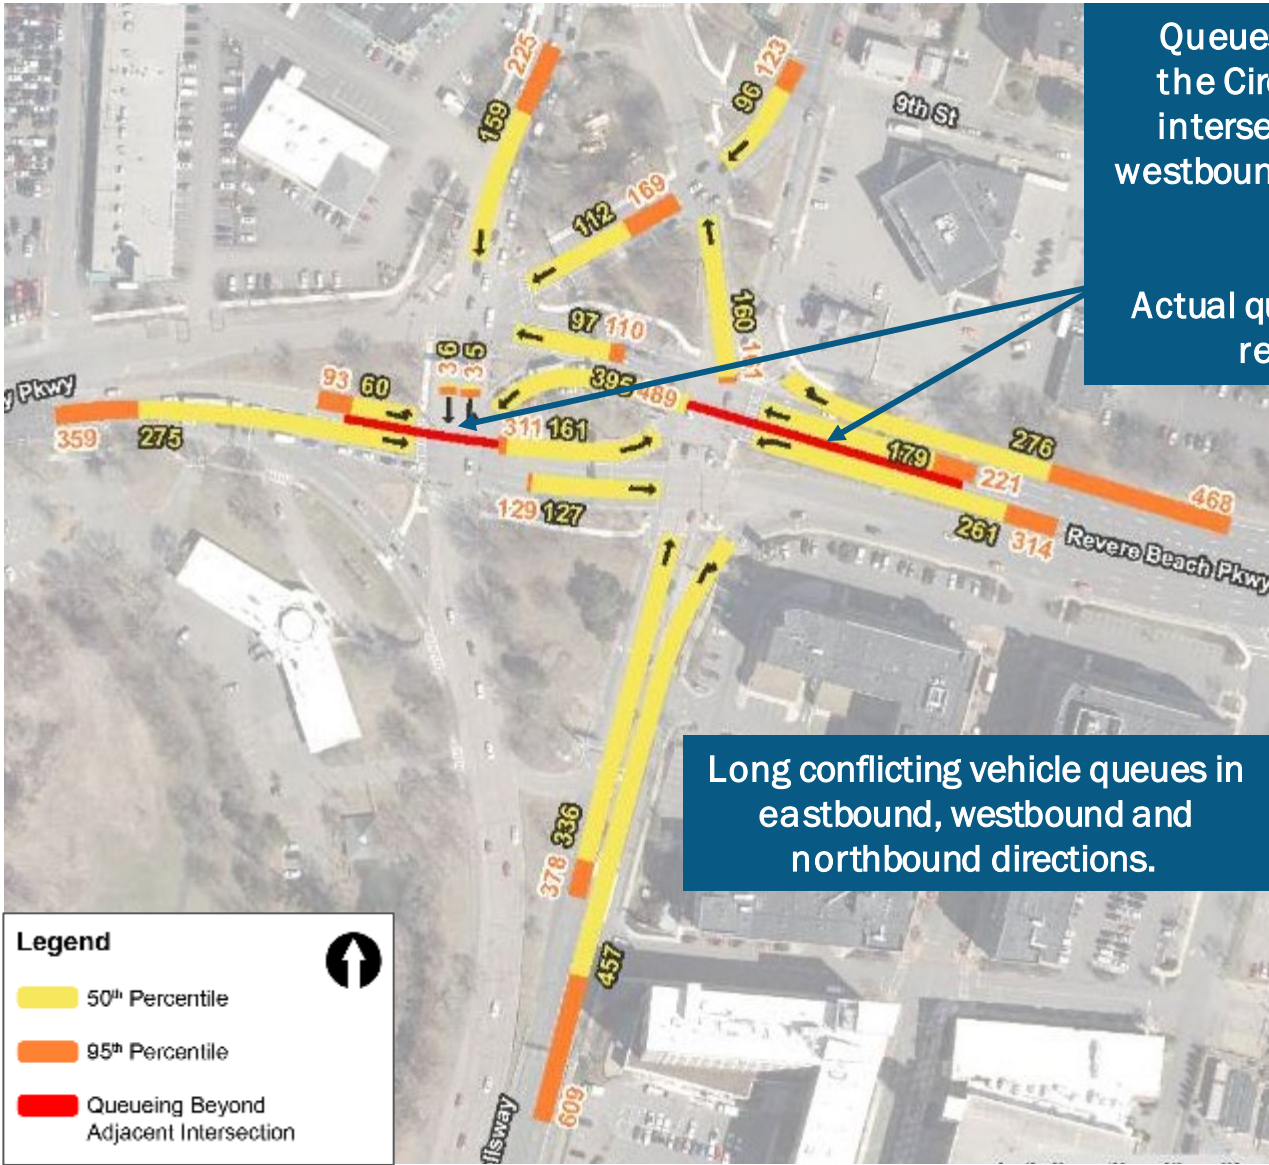 Queue
the Cir
interse
westboun
Actual qu
re
225
123
159
96
9th St
169
112
160
97 110
36
35
93 60
395 489
y Pkwy
359
275
311 161
276
179
221
468
129 127
261 314
Revere Beach Pkwy
Long conflicting vehicle queues in
eastbound, westbound and
northbound directions.
336
378
457
609
llsway
Legend
50th Percentile
95th Percentile
Queueing Beyond
Adjacent Intersection